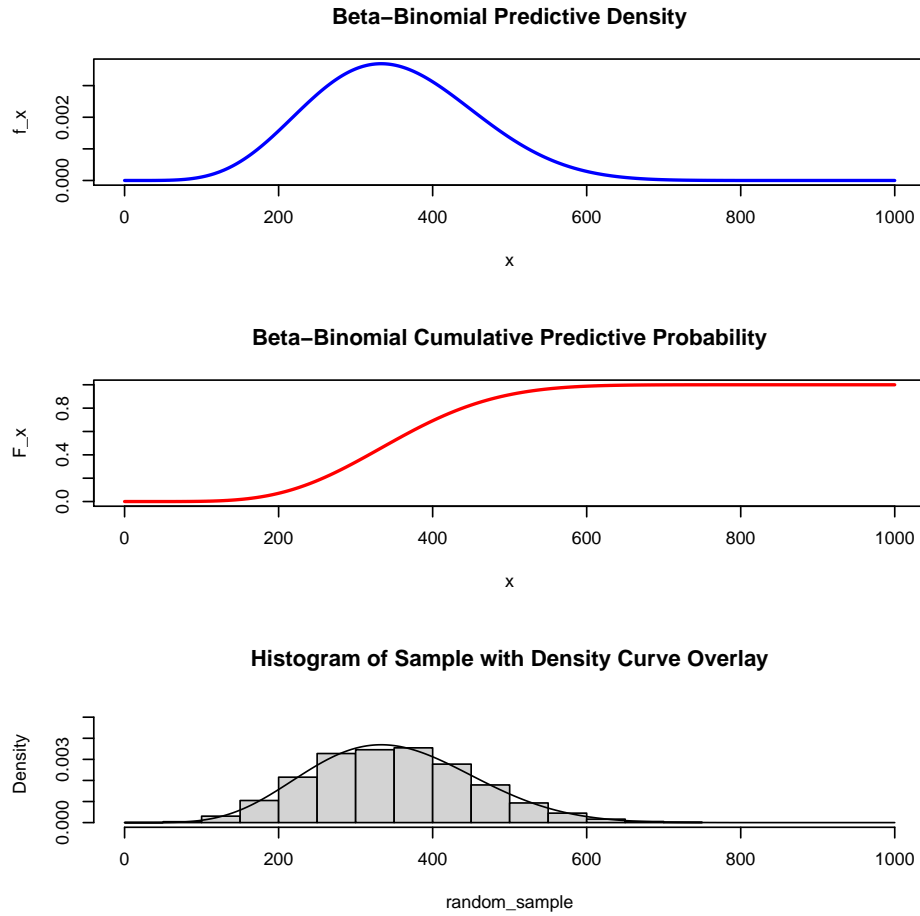 Beta−Binomial Predictive Density
f_x
0.002
0.000
0 200 400 600 800 1000
x
Beta−Binomial Cumulative Predictive Probability
F_x
0.8
0.4
0.0
0 200 400 600 800 1000
x
Histogram of Sample with Density Curve Overlay
Density
0.003
0.000
0 200 400 600 800 1000
random_sample